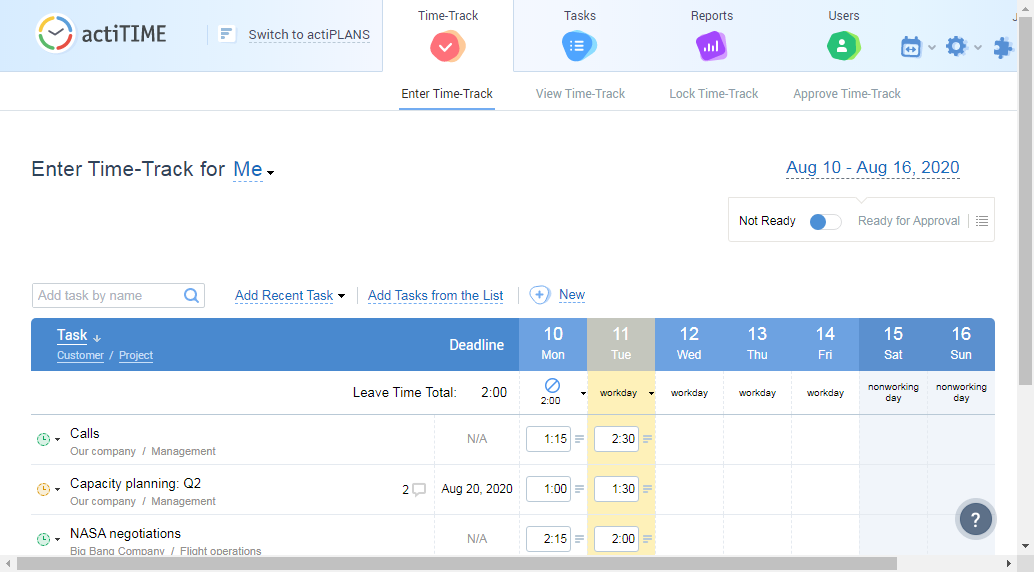 actiTIME
Switch to actiPLANS
Time-Track
Tasks
Reports
Users
Enter Time-Track
View Time-Track
Lock Time-Track
Approve Time-Track
Enter Time-Track for Me
Aug 10 - Aug 16, 2020
Not Ready
Ready for Approval
Add task by name
Add Recent Task
Add Tasks from the List
New
Task
Customer / Project
Deadline
10 Mon
11 Tue
12 Wed
13 Thu
14 Fri
15 Sat
16 Sun
Leave Time Total: 2:00
2:00
workday
workday
workday
workday
nonworking day
nonworking day
Calls
Our company / Management
N/A
1:15
2:30
Capacity planning: Q2
Our company / Management
2
Aug 20, 2020
1:00
1:30
NASA negotiations
Big Bang Company / Flight operations
N/A
2:15
2:00
?